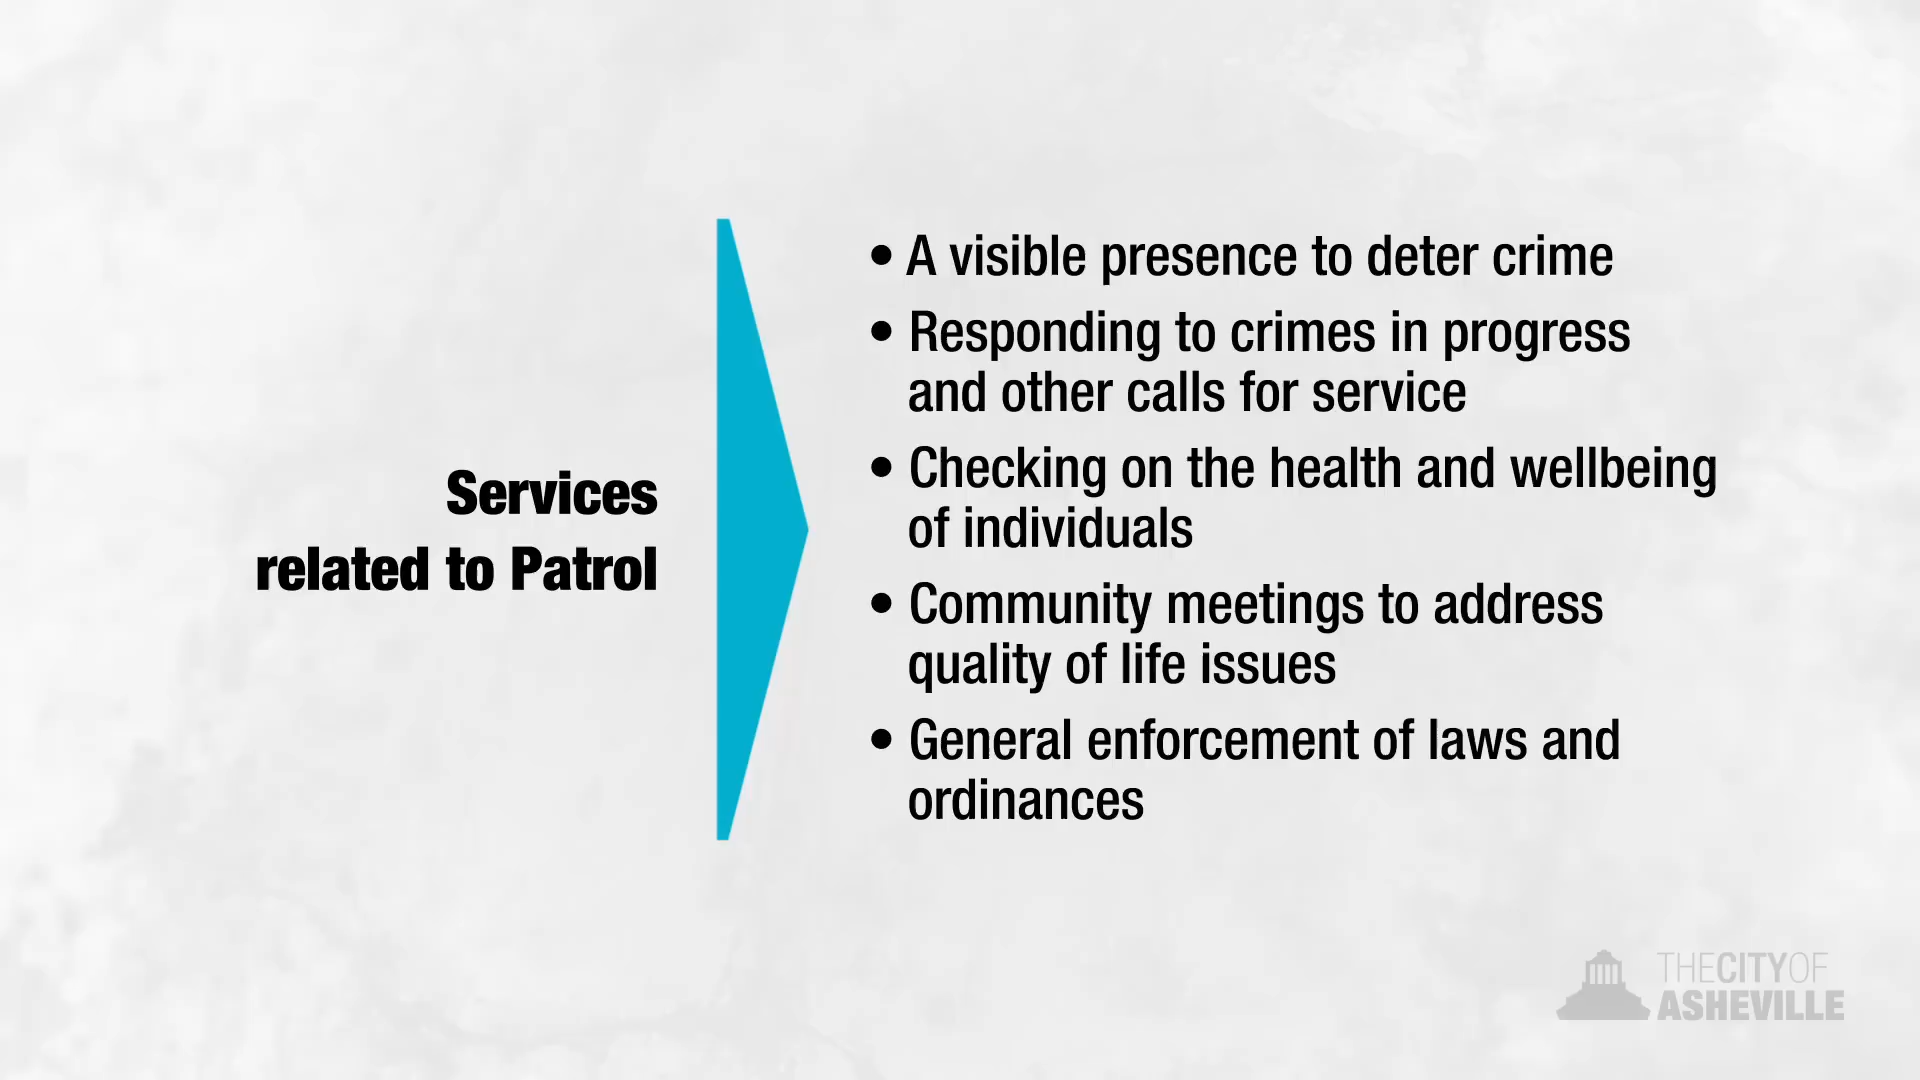 Services
related to Patrol
• A visible presence to deter crime
• Responding to crimes in progress
and other calls for service
• Checking on the health and wellbeing
of individuals
• Community meetings to address
quality of life issues
• General enforcement of laws and
ordinances
THECITYOF
ASHEVILLE